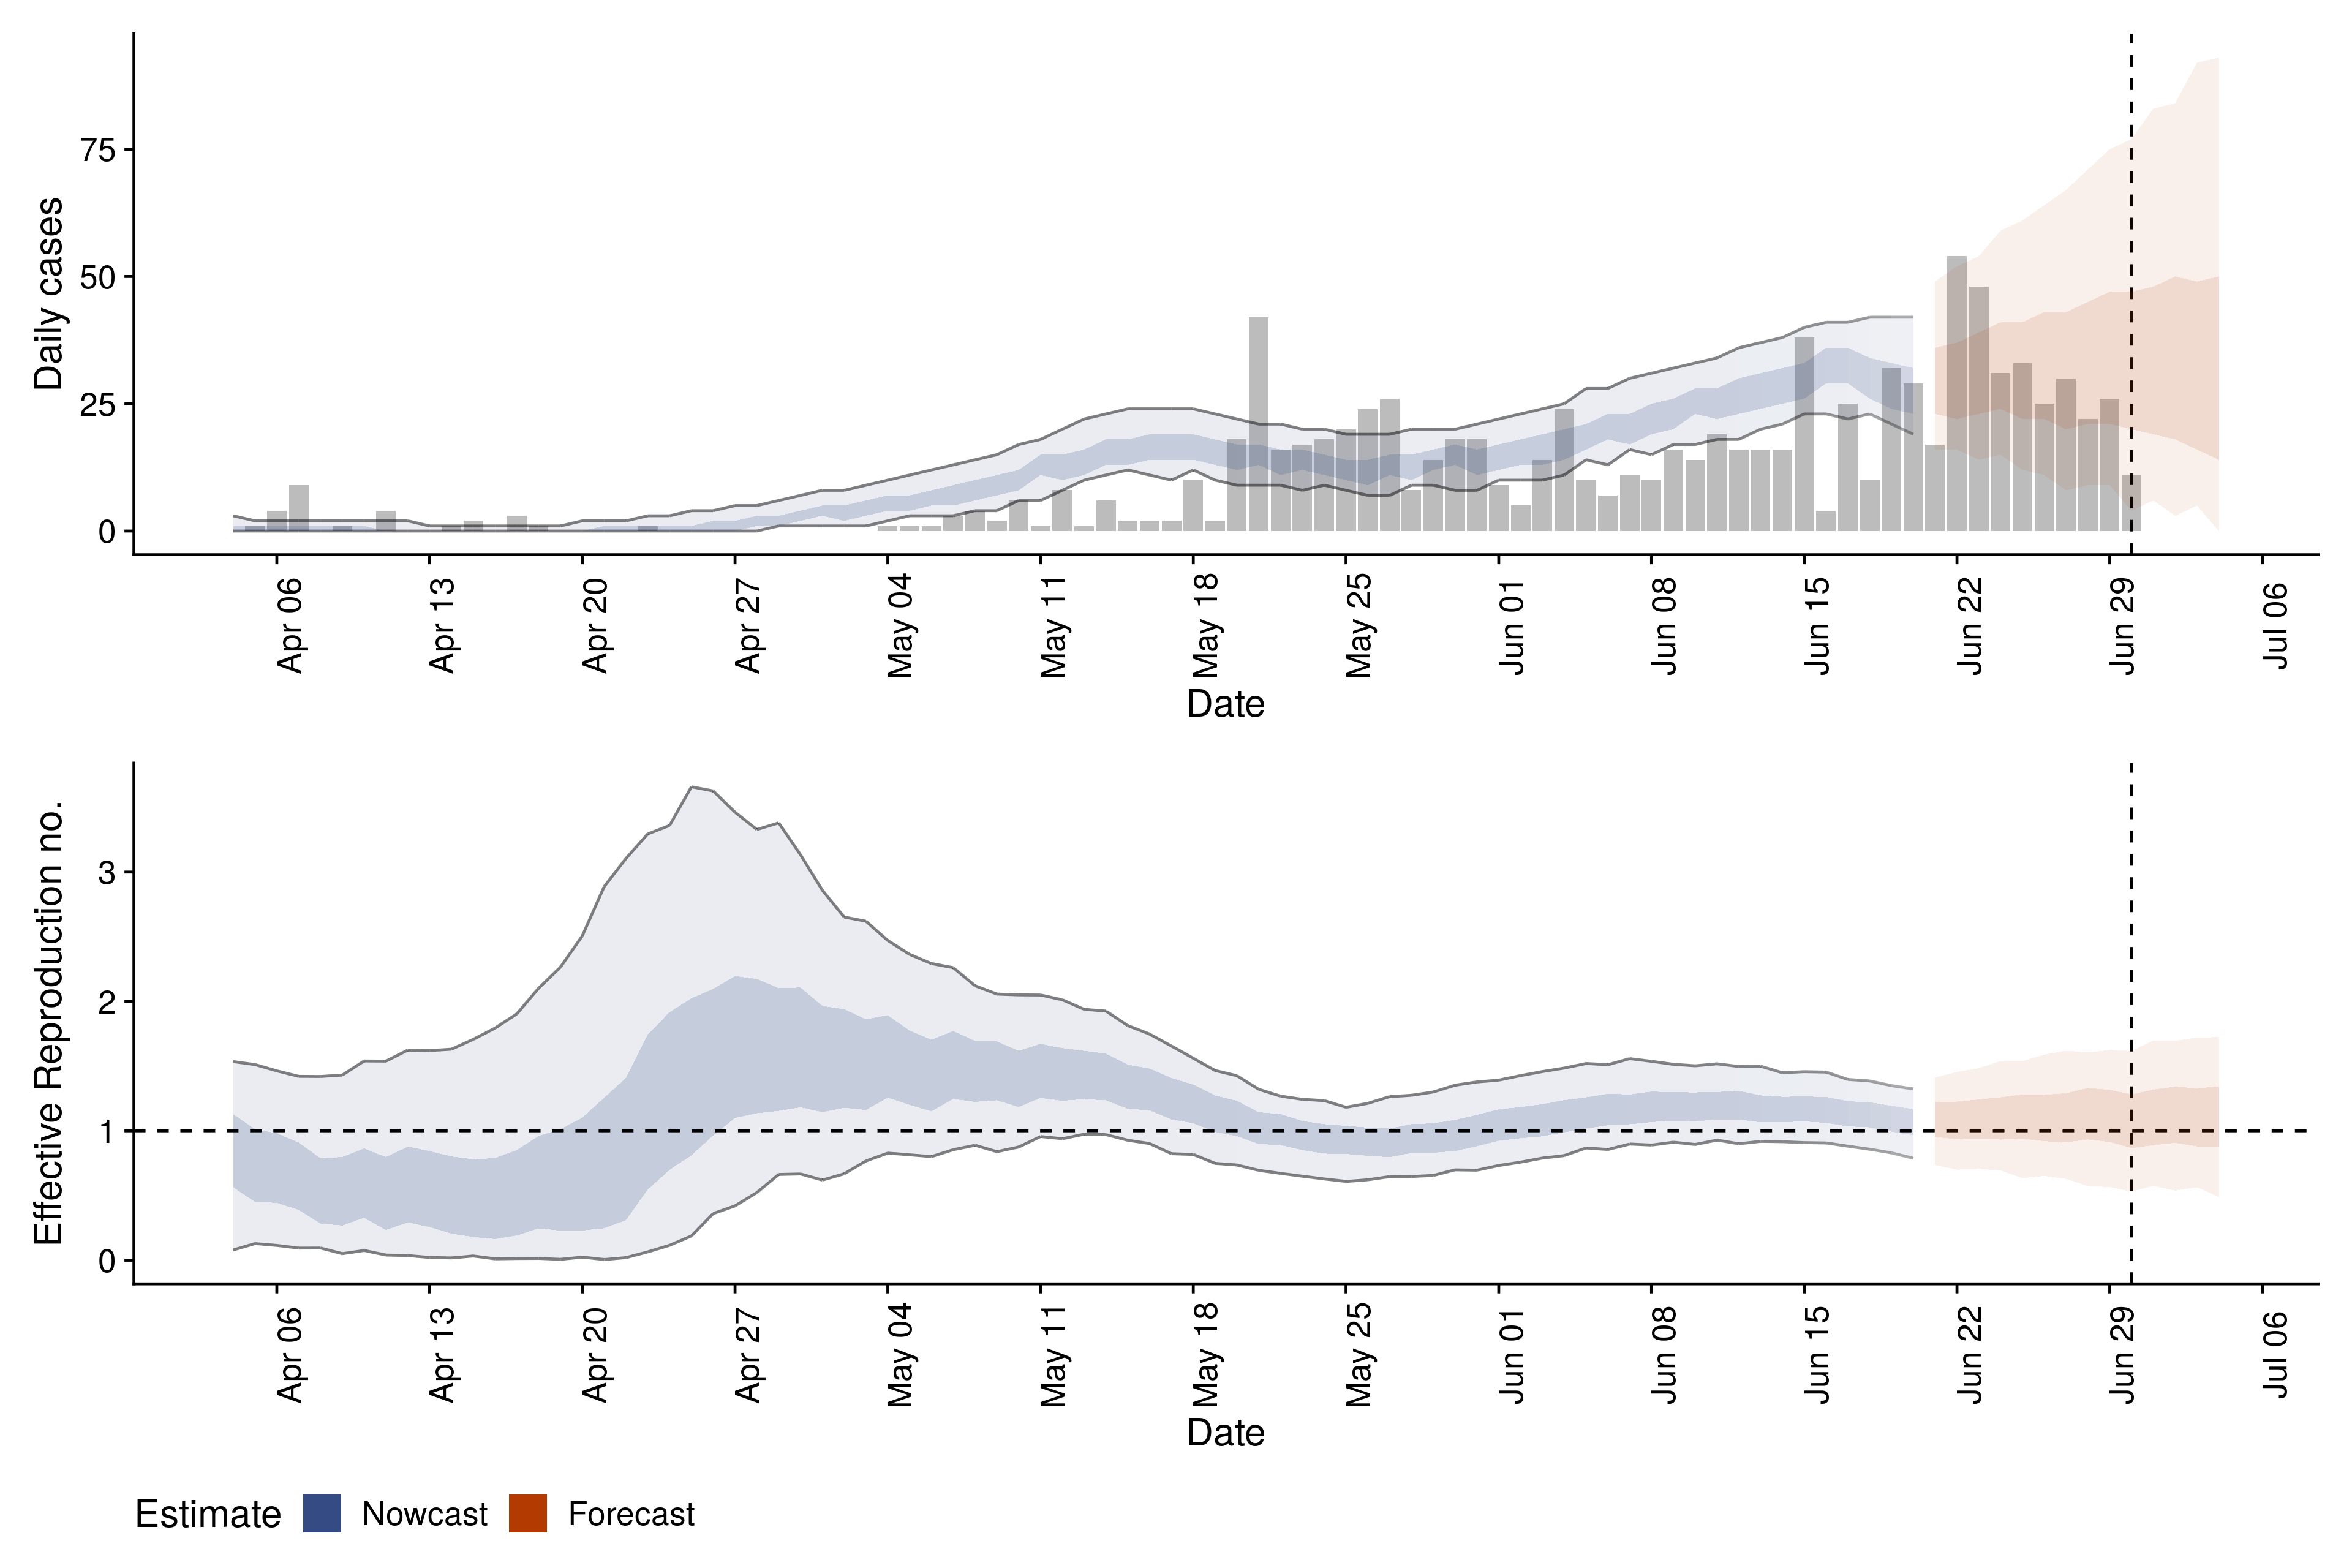 Daily cases
75
50
25
0
Apr 06
Apr 13
Apr 20
Apr 27
May 04
May 11
May 18
May 25
Jun 01
Jun 08
Jun 15
Jun 22
Jun 29
Jul 06
Date
Effective Reproduction no.
3
2
1
0
Apr 06
Apr 13
Apr 20
Apr 27
May 04
May 11
May 18
May 25
Jun 01
Jun 08
Jun 15
Jun 22
Jun 29
Jul 06
Date
Estimate Nowcast Forecast